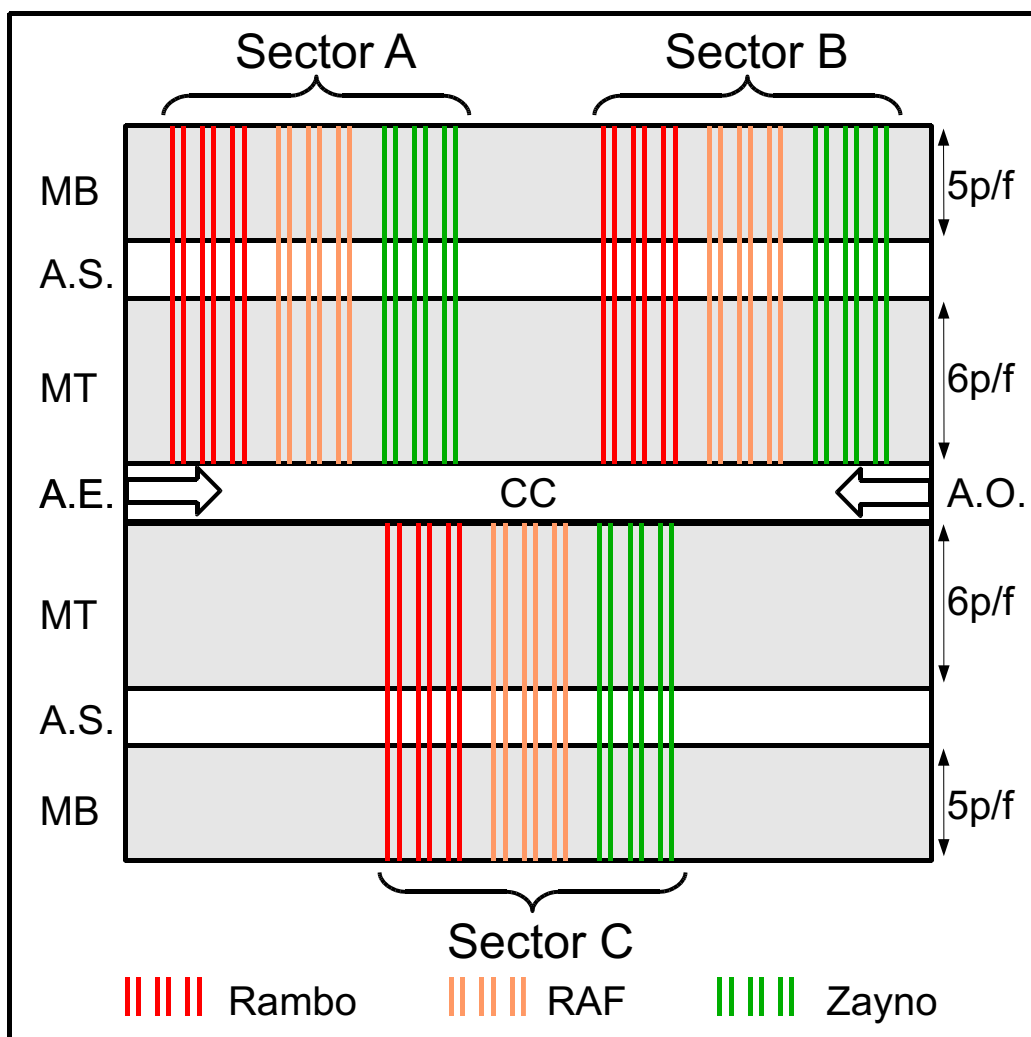 Sector A Sector B
MB 5p/f
A.S.
MT 6p/f
A.E. CC A.O.
MT 6p/f
A.S.
MB 5p/f
Sector C
Rambo RAF Zayno